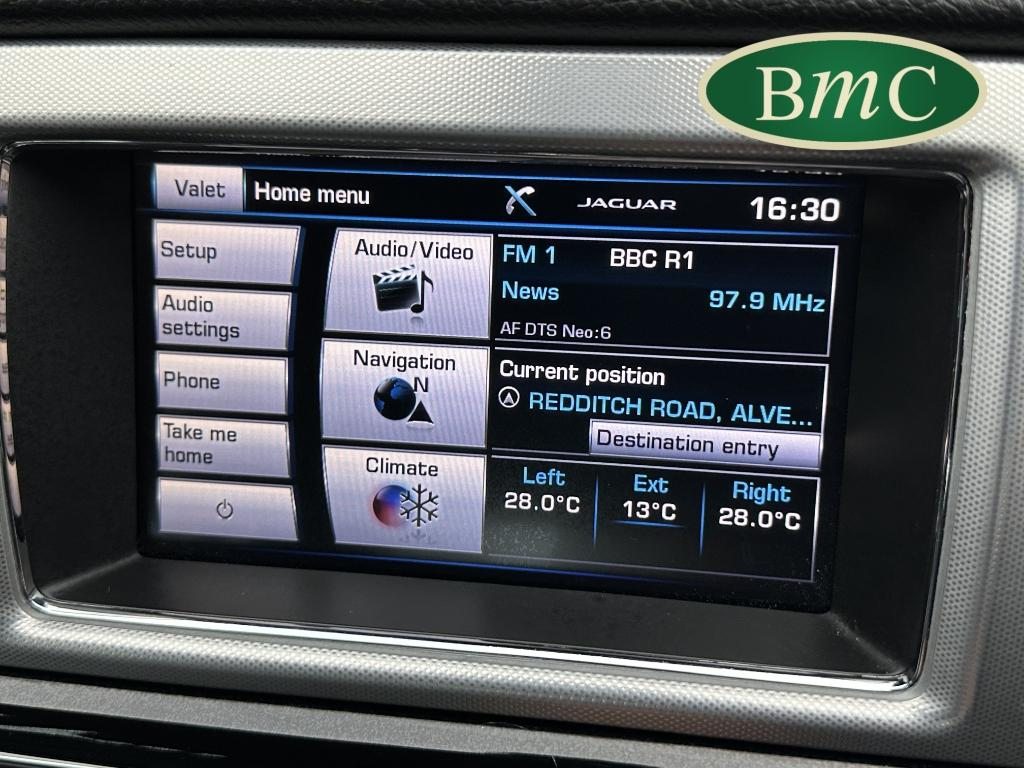 BmC
Valet
Home menu
JAGUAR
16:30
Setup
Audio
settings
Phone
Take me
home
Audio/Video
Navigation
N
Climate
FM 1 BBC R1
News 97.9 MHz
AF DTS Neo:6
Current position
REDDITCH ROAD, ALVE...
Destination entry
Left Ext Right
28.0°C 13°C 28.0°C